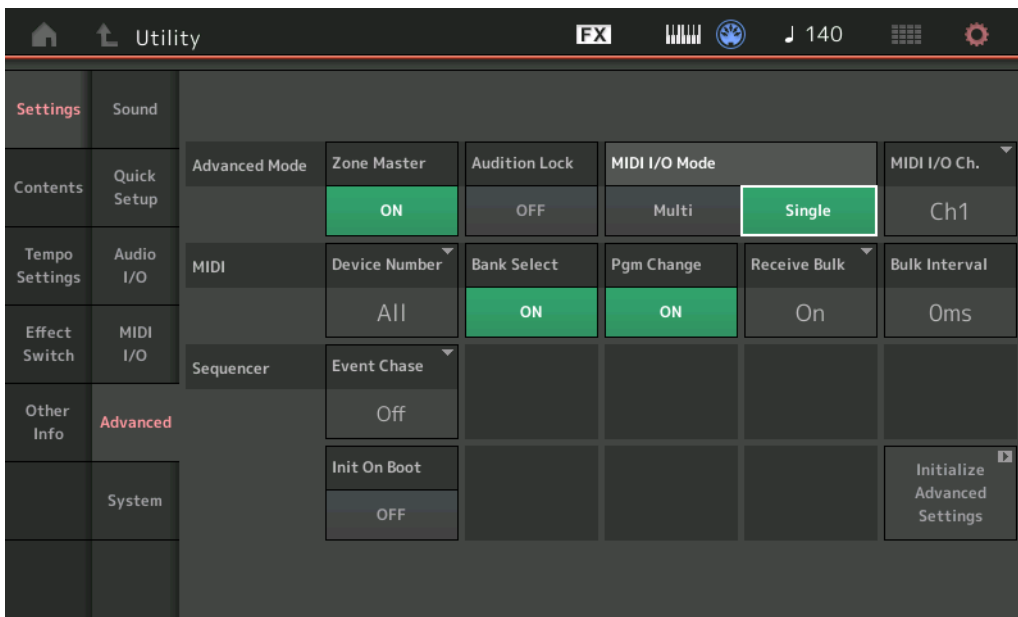 Utility FX ♩ 140
Settings
Sound
Advanced Mode
Zone Master
Audition Lock
MIDI I/O Mode
MIDI I/O Ch.
ON
OFF
Multi
Single
Ch1
Contents
Quick
Setup
MIDI
Device Number
Bank Select
Pgm Change
Receive Bulk
Bulk Interval
All
ON
ON
On
0ms
Tempo
Settings
Audio
I/O
Effect
Switch
MIDI
I/O
Sequencer
Event Chase
Off
Other
Info
Advanced
Init On Boot
OFF
Initialize
Advanced
Settings
System